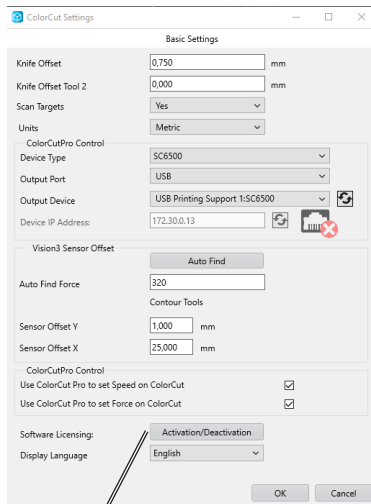 ColorCut Settings
Basic Settings
Knife Offset 0,750 mm
Knife Offset Tool 2 0,000 mm
Scan Targets Yes
Units Metric
ColorCutPro Control
Device Type SC6500
Output Port USB
Output Device USB Printing Support 1:SC6500
Device IP Address: 172.30.0.13
Vision3 Sensor Offset
Auto Find
Auto Find Force 320
Contour Tools
Sensor Offset Y 1,000 mm
Sensor Offset X 25,000 mm
ColorCutPro Control
Use ColorCut Pro to set Speed on ColorCut
Use ColorCut Pro to set Force on ColorCut
Software Licensing: Activation/Deactivation
Display Language English
OK Cancel